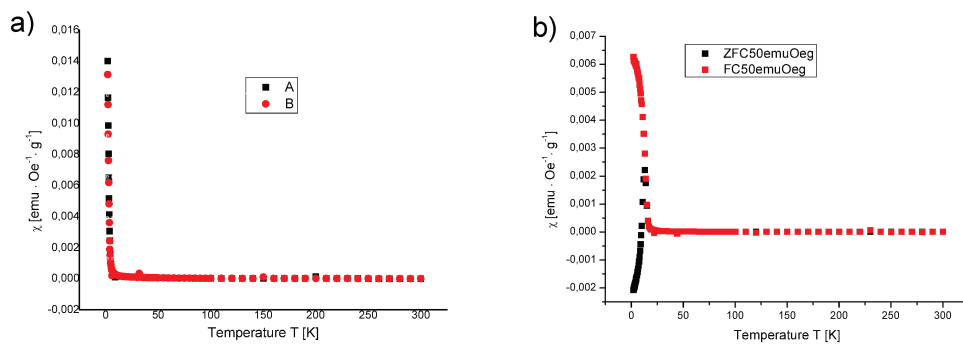 a)
0,016
0,014
0,012
0,010
0,008
0,006
0,004
0,002
0,000
-0,002
χ [emu · Oe⁻¹· g⁻¹]
A
B
0 50 100 150 200 250 300
Temperature T [K]
b)
0,007
0,006
0,005
0,004
0,003
0,002
0,001
0,000
-0,001
-0,002
χ [emu · Oe⁻¹· g⁻¹]
ZFC50emuOeg
FC50emuOeg
0 50 100 150 200 250 300
Temperature T [K]